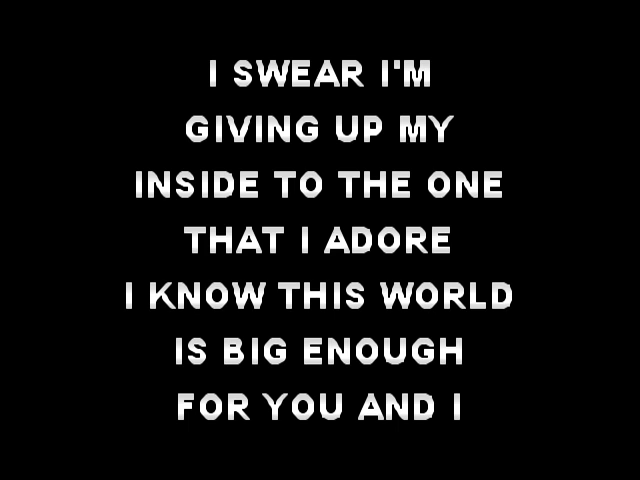 I SWEAR I'M
GIVING UP MY
INSIDE TO THE ONE
THAT I ADORE
I KNOW THIS WORLD
IS BIG ENOUGH
FOR YOU AND I